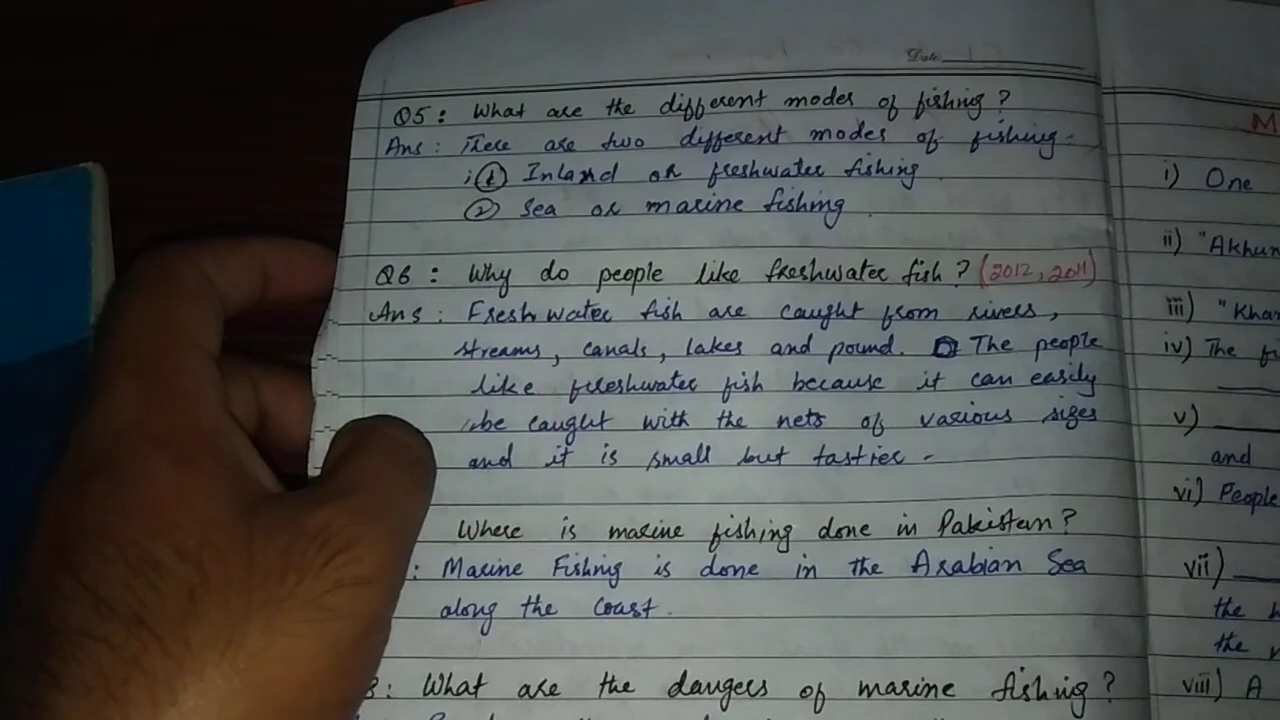 Date
Q5: What are the different modes of fishing?
Ans: There are two different modes of fishing.
① Inland or freshwater fishing
② Sea or marine fishing
Q6: Why do people like freshwater fish? (2012, 2011)
Ans: Fresh water fish are caught from rivers,
streams, canals, lakes and pound. The people
like freshwater fish because it can easily
be caught with the nets of various sizes
and it is small but tastier.
Where is marine fishing done in Pakistan?
: Marine Fishing is done in the Arabian Sea
along the coast.
8: What are the dangers of marine fishing?
M
i) One
ii) "Akhun
iii) "Khar
iv) The fi
v)
and
vi) People
vii)
the
the
viii) A